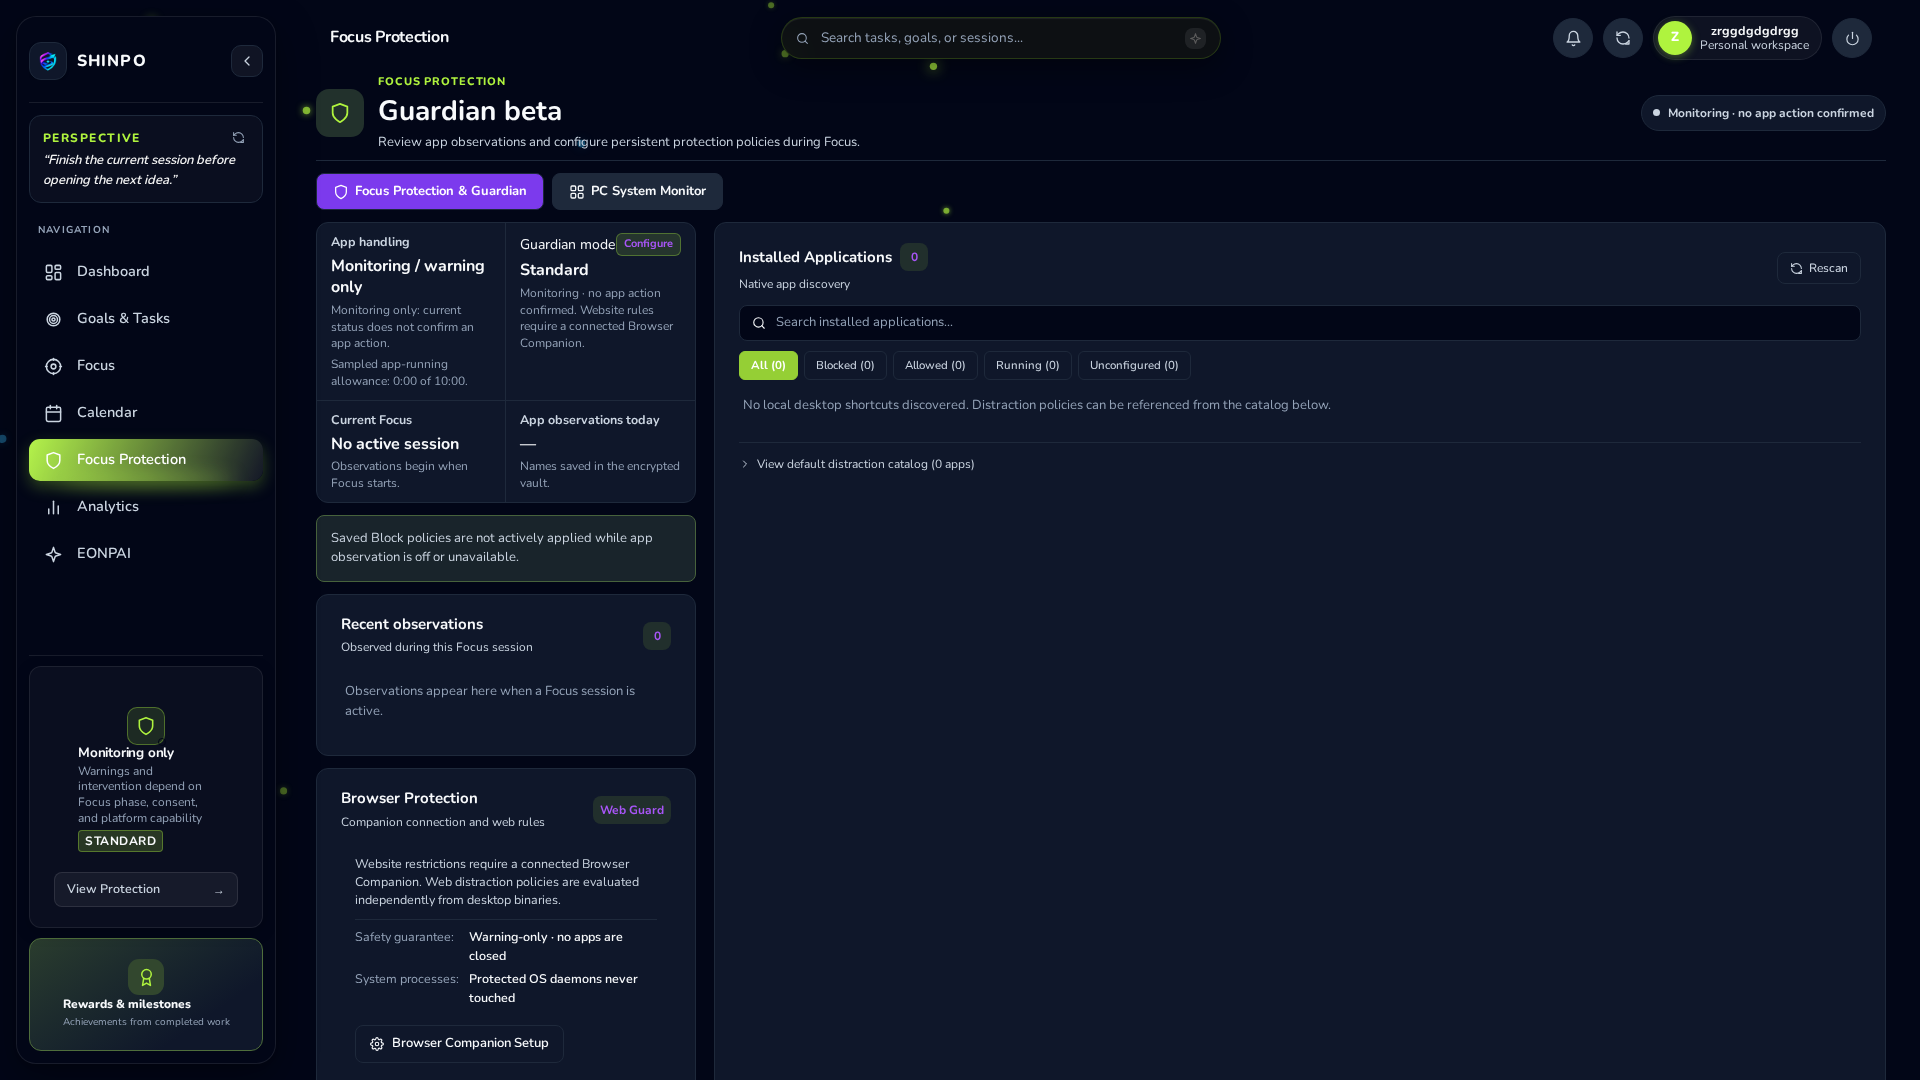 SHINPO
PERSPECTIVE
“Finish the current session before
opening the next idea.”
NAVIGATION
Dashboard
Goals & Tasks
Focus
Calendar
Focus Protection
Analytics
EONPAI
Monitoring only
Warnings and
intervention depend on
Focus phase, consent,
and platform capability
STANDARD
View Protection →
Rewards & milestones
Achievements from completed work
Focus Protection
Search tasks, goals, or sessions...
Z
zrggdgdgdrgg
Personal workspace
FOCUS PROTECTION
Guardian beta
Review app observations and configure persistent protection policies during Focus.
Monitoring · no app action confirmed
Focus Protection & Guardian
PC System Monitor
App handling
Monitoring / warning
only
Monitoring only: current
status does not confirm an
app action.
Sampled app-running
allowance: 0:00 of 10:00.
Guardian mode
Configure
Standard
Monitoring · no app action
confirmed. Website rules
require a connected Browser
Companion.
Current Focus
No active session
Observations begin when
Focus starts.
App observations today
—
Names saved in the encrypted
vault.
Saved Block policies are not actively applied while app
observation is off or unavailable.
Recent observations
0
Observed during this Focus session
Observations appear here when a Focus session is
active.
Browser Protection
Web Guard
Companion connection and web rules
Website restrictions require a connected Browser
Companion. Web distraction policies are evaluated
independently from desktop binaries.
Safety guarantee: Warning-only · no apps are
closed
System processes: Protected OS daemons never
touched
Browser Companion Setup
Installed Applications 0
Native app discovery
Rescan
Search installed applications...
All (0) Blocked (0) Allowed (0) Running (0) Unconfigured (0)
No local desktop shortcuts discovered. Distraction policies can be referenced from the catalog below.
View default distraction catalog (0 apps)